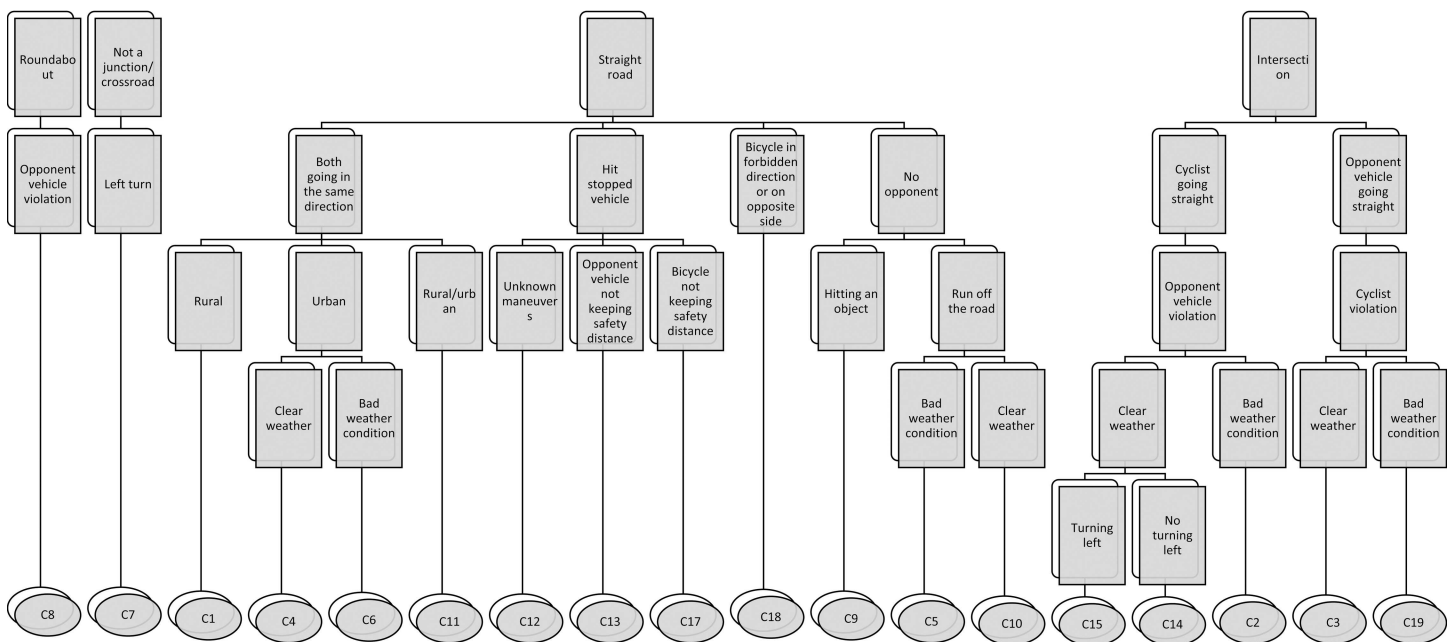 Roundabo
ut
Not a
junction/
crossroad
Straight
road
Intersecti
on
Opponent
vehicle
violation
Left turn
Both
going in
the same
direction
Hit
stopped
vehicle
Bicycle in
forbidden
direction
or on
opposite
side
No
opponent
Cyclist
going
straight
Opponent
vehicle
going
straight
Rural
Urban
Rural/urb
an
Unknown
maneuver
s
Opponent
vehicle
not
keeping
safety
distance
Bicycle
not
keeping
safety
distance
Hitting an
object
Run off
the road
Opponent
vehicle
violation
Cyclist
violation
Clear
weather
Bad
weather
condition
Bad
weather
condition
Clear
weather
Clear
weather
Bad
weather
condition
Clear
weather
Bad
weather
condition
Turning
left
No
turning
left
C8
C7
C1
C4
C6
C11
C12
C13
C17
C18
C9
C5
C10
C15
C14
C2
C3
C19